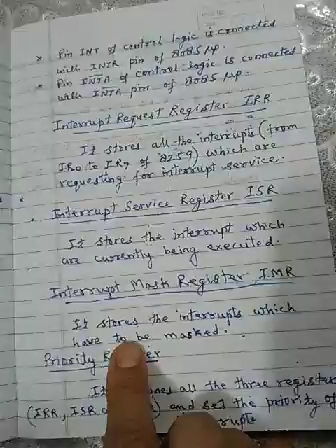 * Pin INT of control logic is connected
with INTR pin of 8085 μp.
* Pin INTA of control logic is connected
with INTA pin of 8085 μp.
Interrupt Request Register IRR
It stores all the interrupts (from
IR0 to IR7 of 8259) which are
requesting for interrupt service.
Interrupt Service Register ISR
It stores the interrupt which
are currently being executed.
Interrupt Mask Register IMR
It stores the interrupts which
have to be masked.
Priority
It all the three register
(IRR, ISR and set the priority of